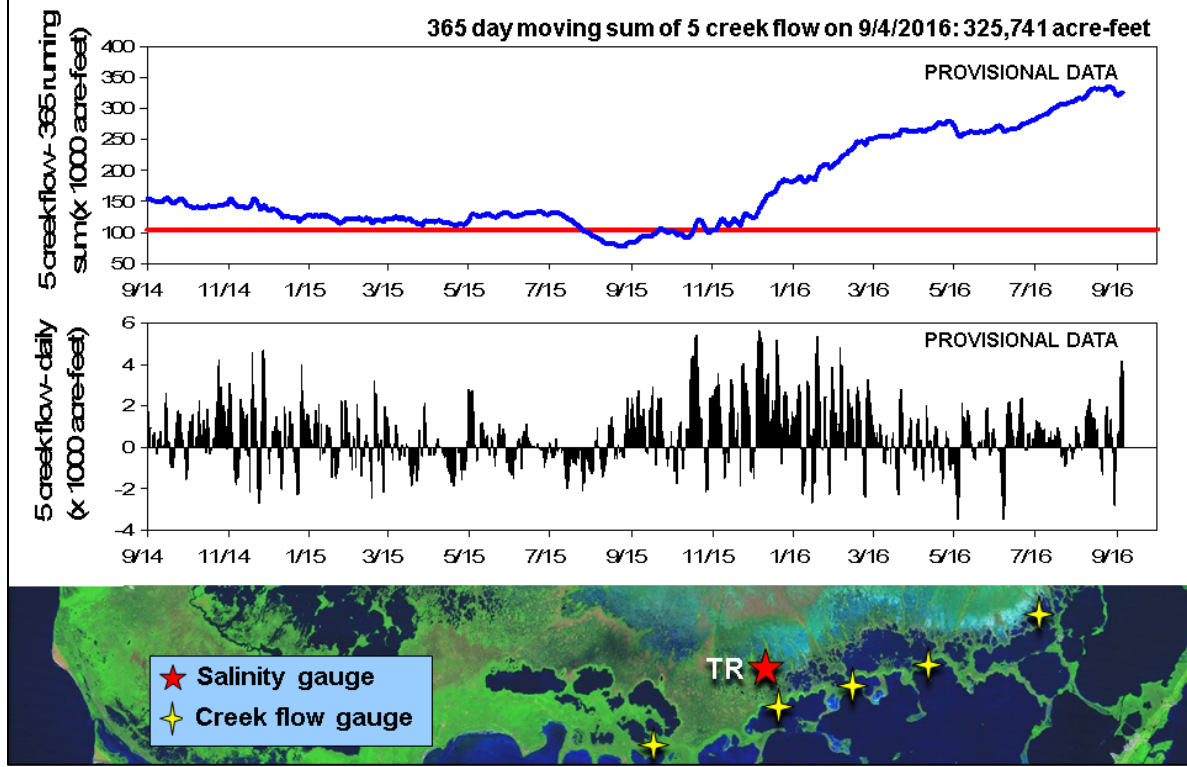 365 day moving sum of 5 creek flow on 9/4/2016: 325,741 acre-feet
PROVISIONAL DATA
5 creek flow - 365 running
sum (x 1000 acre-feet)
400
350
300
250
200
150
100
50
9/14 11/14 1/15 3/15 5/15 7/15 9/15 11/15 1/16 3/16 5/16 7/16 9/16
PROVISIONAL DATA
5 creek flow - daily
(x 1000 acre-feet)
6
4
2
0
-2
-4
9/14 11/14 1/15 3/15 5/15 7/15 9/15 11/15 1/16 3/16 5/16 7/16 9/16
TR
Salinity gauge
Creek flow gauge